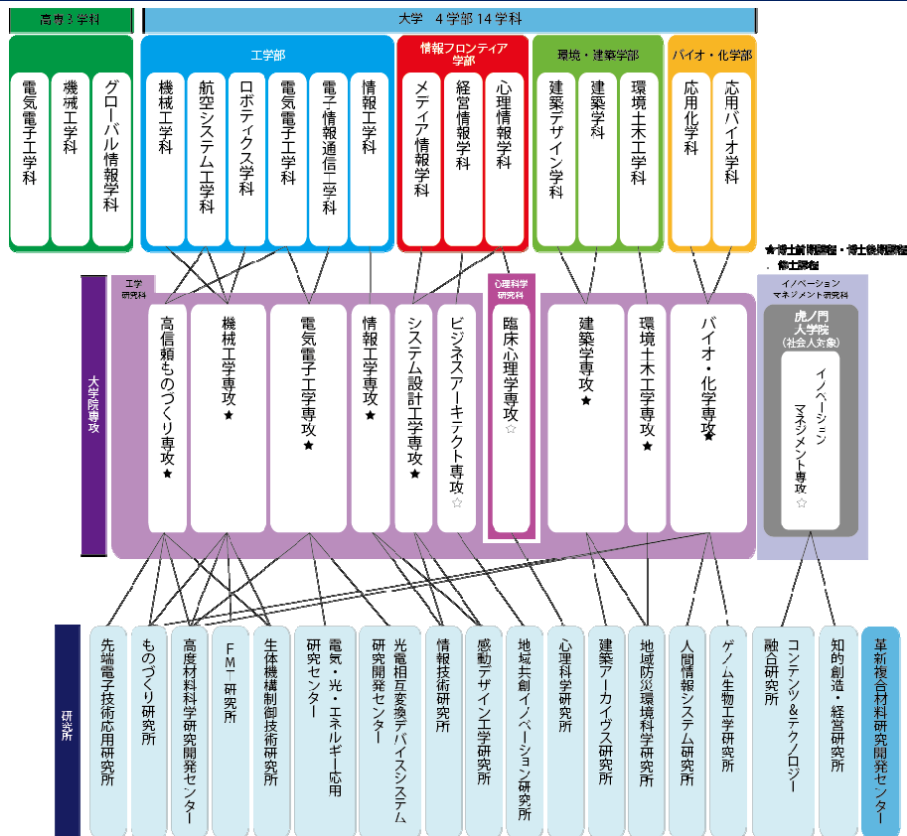 高専3学科
大学 4学部14学科
工学部
情報フロンティア
学部
環境・建築学部
バイオ・化学部
電気電子工学科
機械工学科
グローバル情報学科
機械工学科
航空システム工学科
ロボティクス学科
電気電子工学科
電子情報通信工学科
情報工学科
メディア情報学科
経営情報学科
心理情報学科
建築デザイン学科
建築学科
環境土木工学科
応用化学科
応用バイオ学科
★博士前期課程・博士後期課程
修士課程
大学院専攻
工学
研究科
高信頼ものづくり専攻★
機械工学専攻★
電気電子工学専攻★
情報工学専攻★
システム設計工学専攻★
ビジネスアーキテクト専攻☆
心理科学
研究科
臨床心理学専攻☆
建築学専攻★
環境土木工学専攻★
バイオ・化学専攻★
イノベーション
マネジメント研究科
虎ノ門
大学院
(社会人対象)
イノベーション
マネジメント専攻☆
研究所
先端電子技術応用研究所
ものづくり研究所
高度材料科学研究開発センター
FMT研究所
生体機構制御技術研究所
電気・光・エネルギー応用
研究センター
光電相互変換デバイスシステム
研究開発センター
情報技術研究所
感動デザイン工学研究所
地域共創イノベーション研究所
心理科学研究所
建築アーカイヴス研究所
地域防災環境科学研究所
人間情報システム研究所
ゲノム生物工学研究所
コンテンツ&テクノロジー
融合研究所
知的創造・経営研究所
革新複合材料研究開発センター